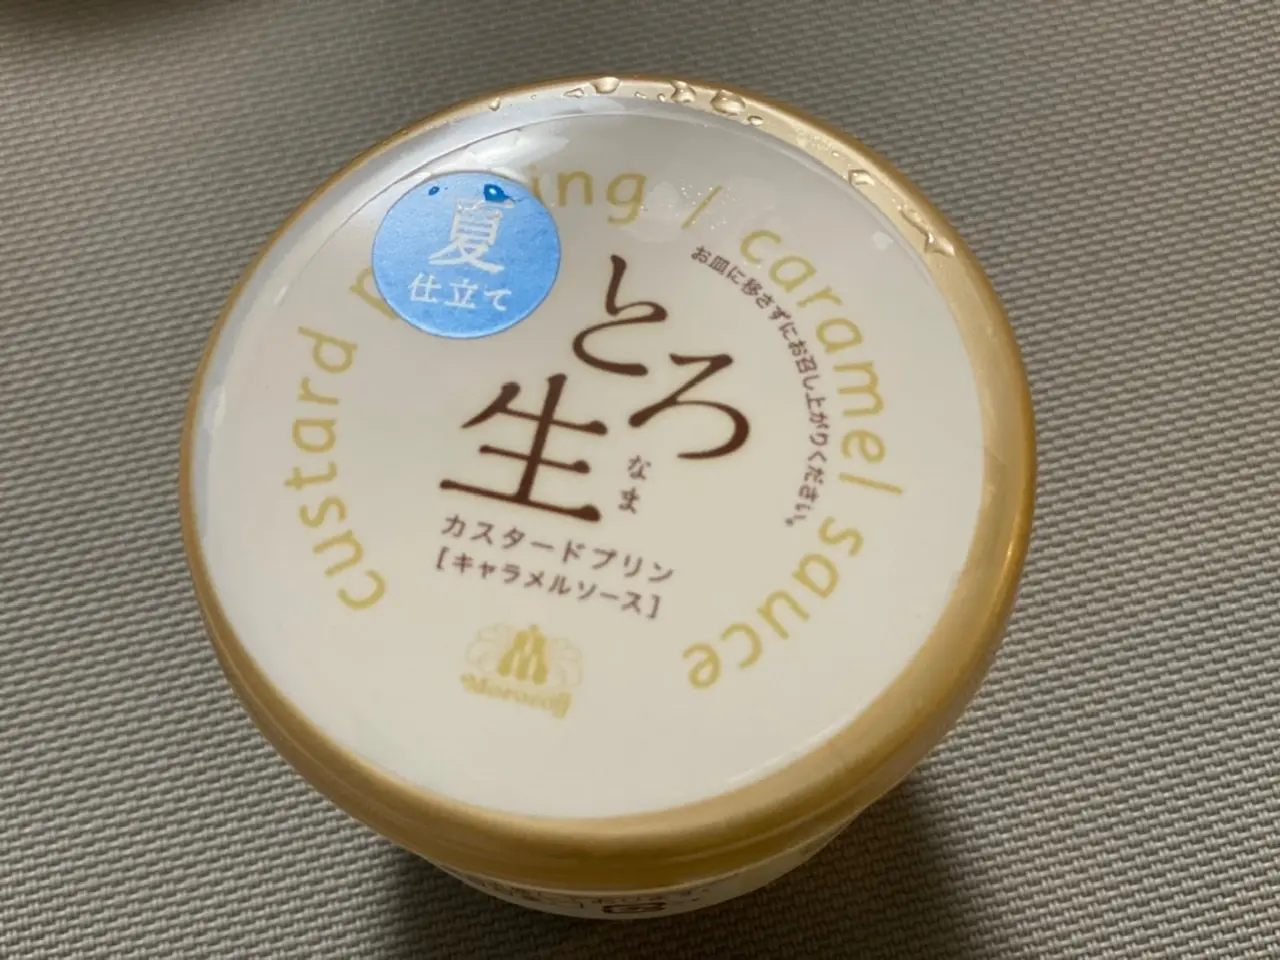 custard p ing / caramel sauce
夏
仕立て
お皿に移さずにお召し上がりください。
とろ
生
なま
カスタードプリン
[キャラメルソース]
Morozoff